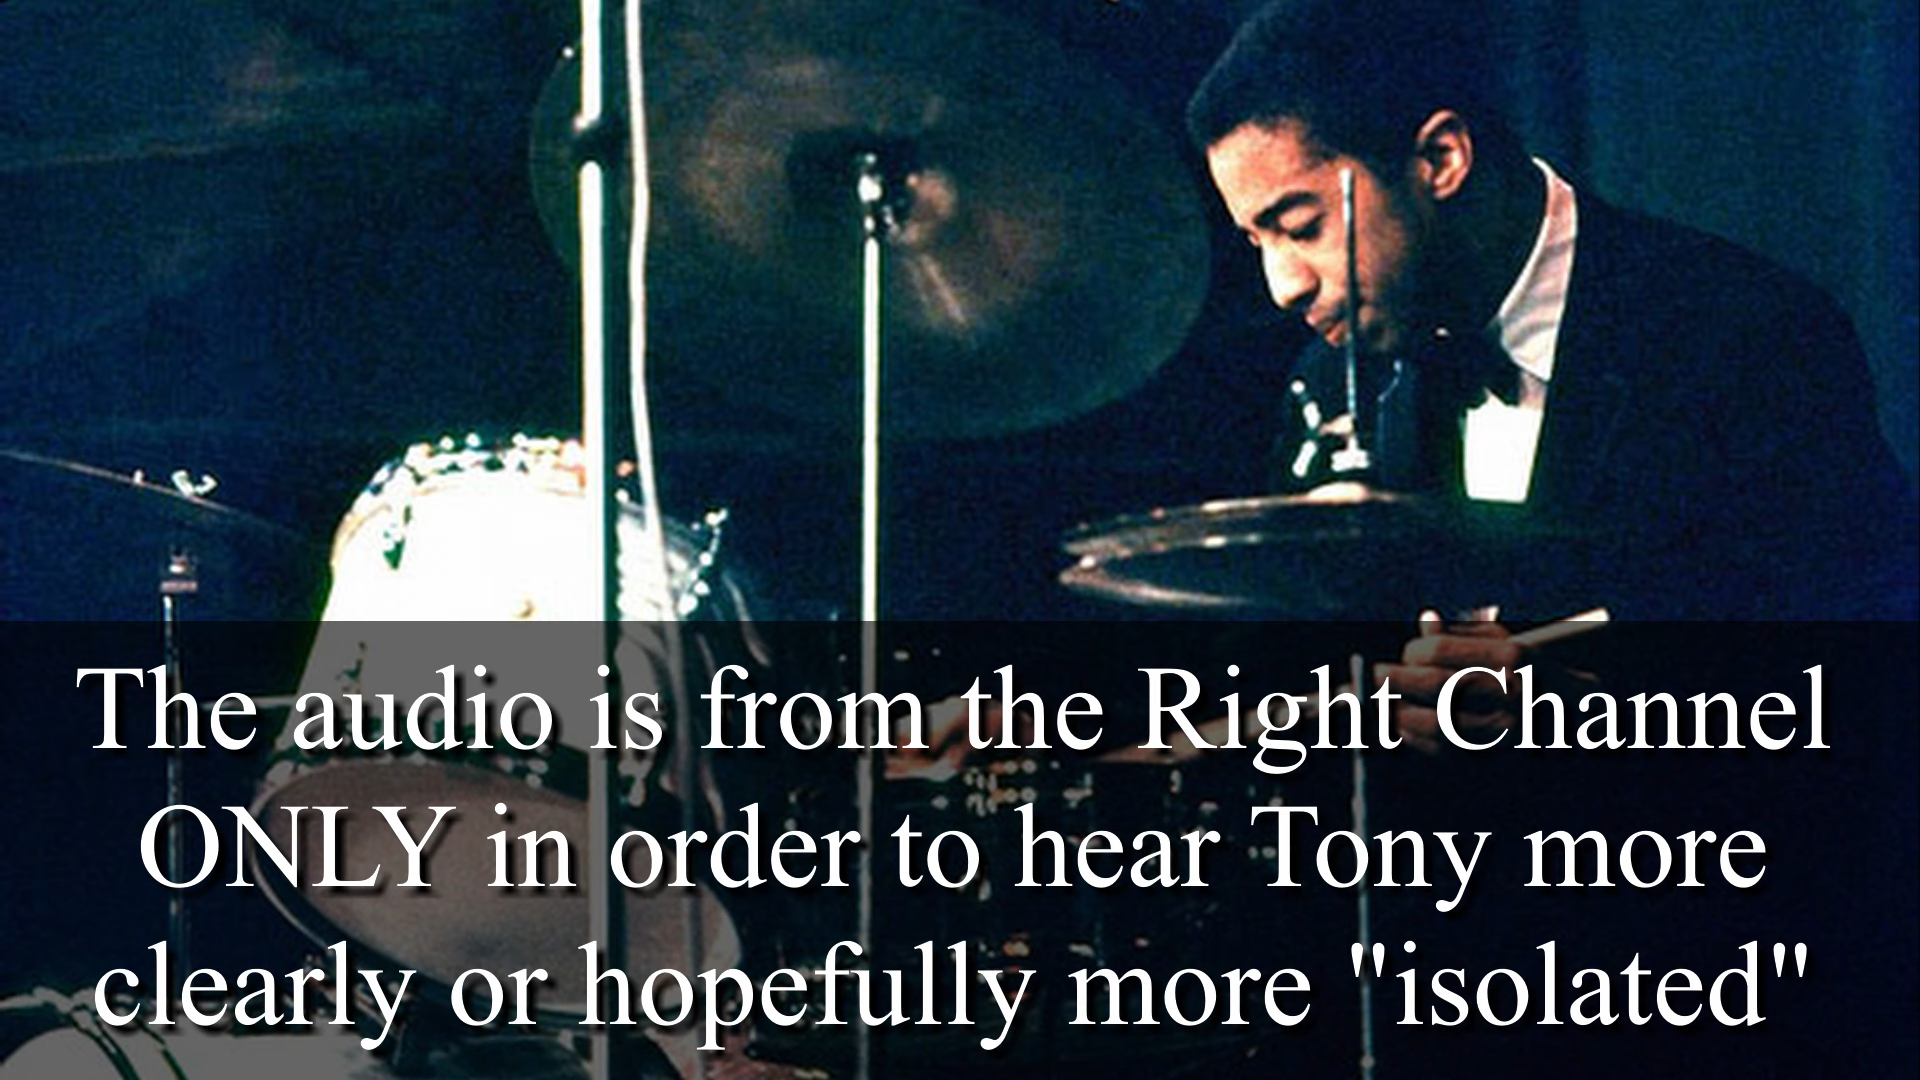 The audio is from the Right Channel
ONLY in order to hear Tony more
clearly or hopefully more "isolated"